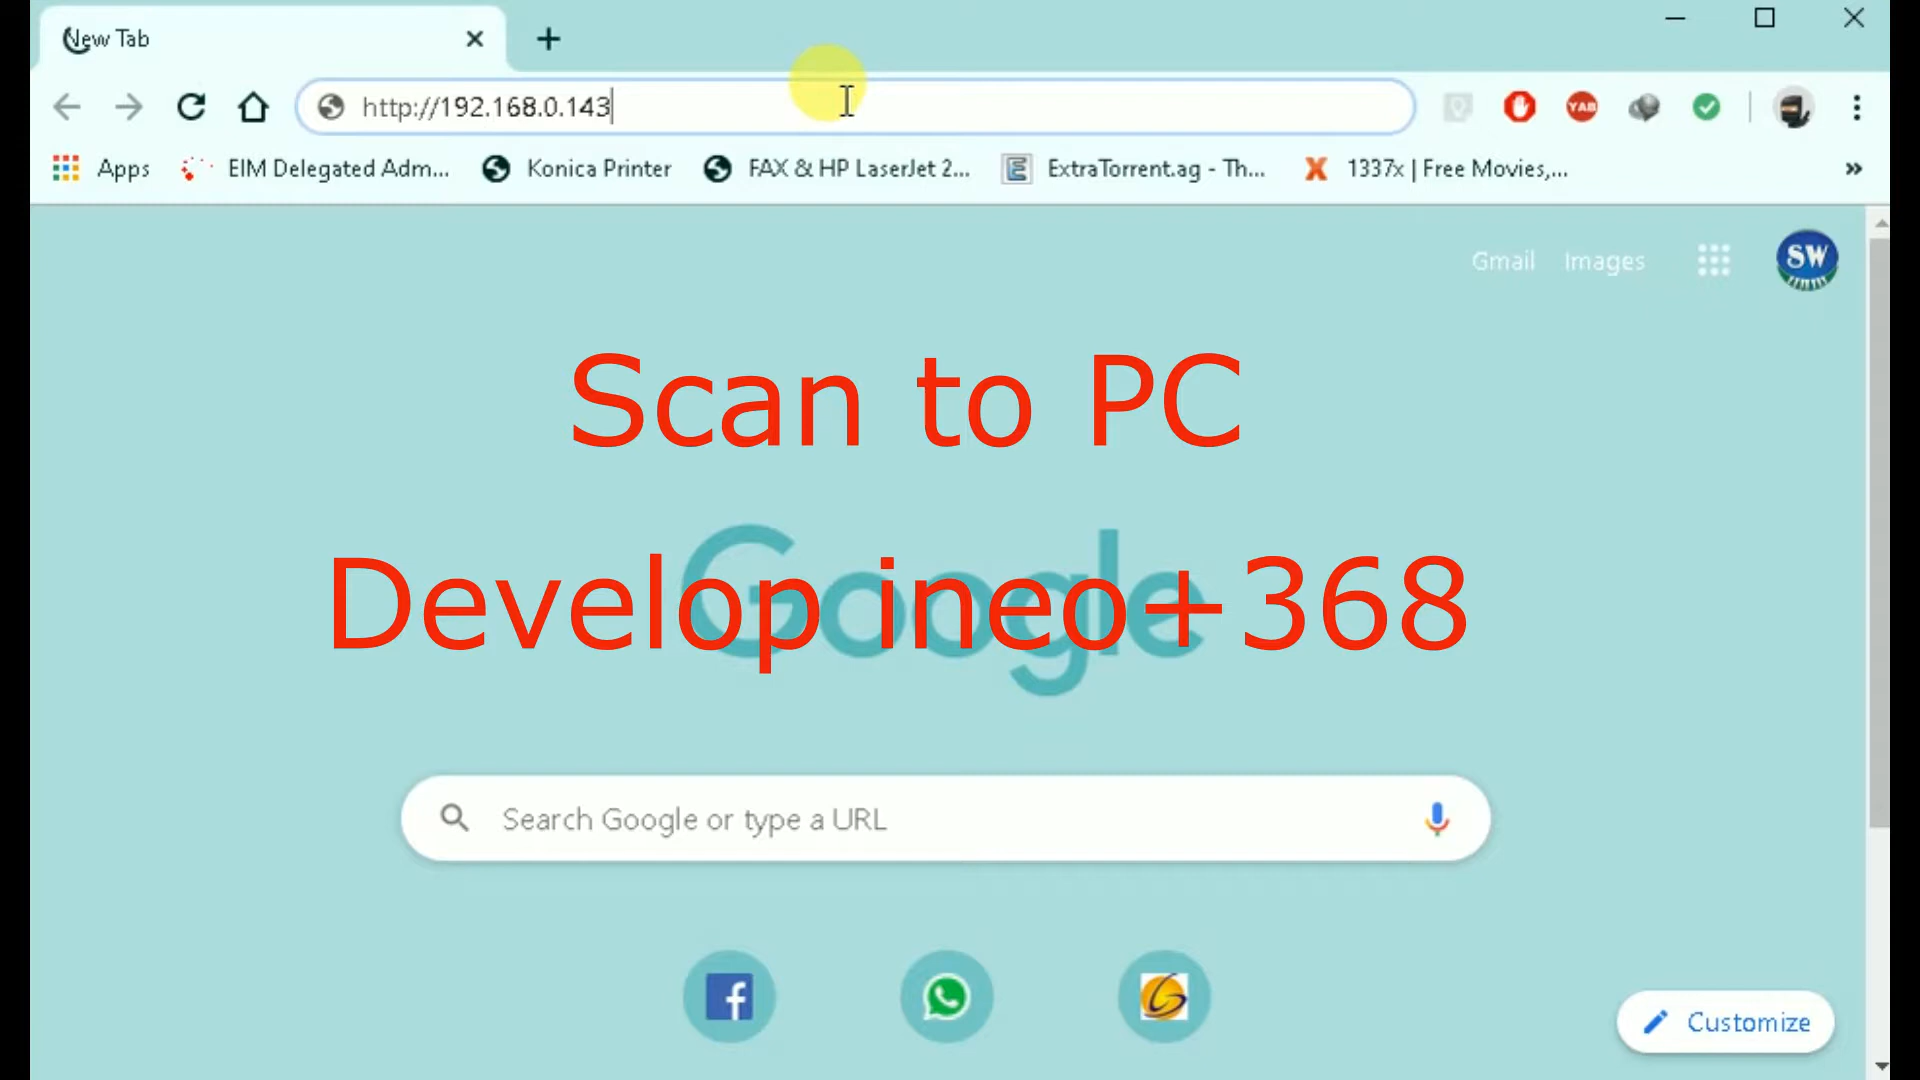 New Tab
http://192.168.0.143
YAB
Apps
EIM Delegated Adm...
Konica Printer
FAX & HP LaserJet 2...
ExtraTorrent.ag - Th...
1337x | Free Movies,...
Gmail
Images
SW
Scan to PC
Google
Develop ineo+368
Search Google or type a URL
Customize